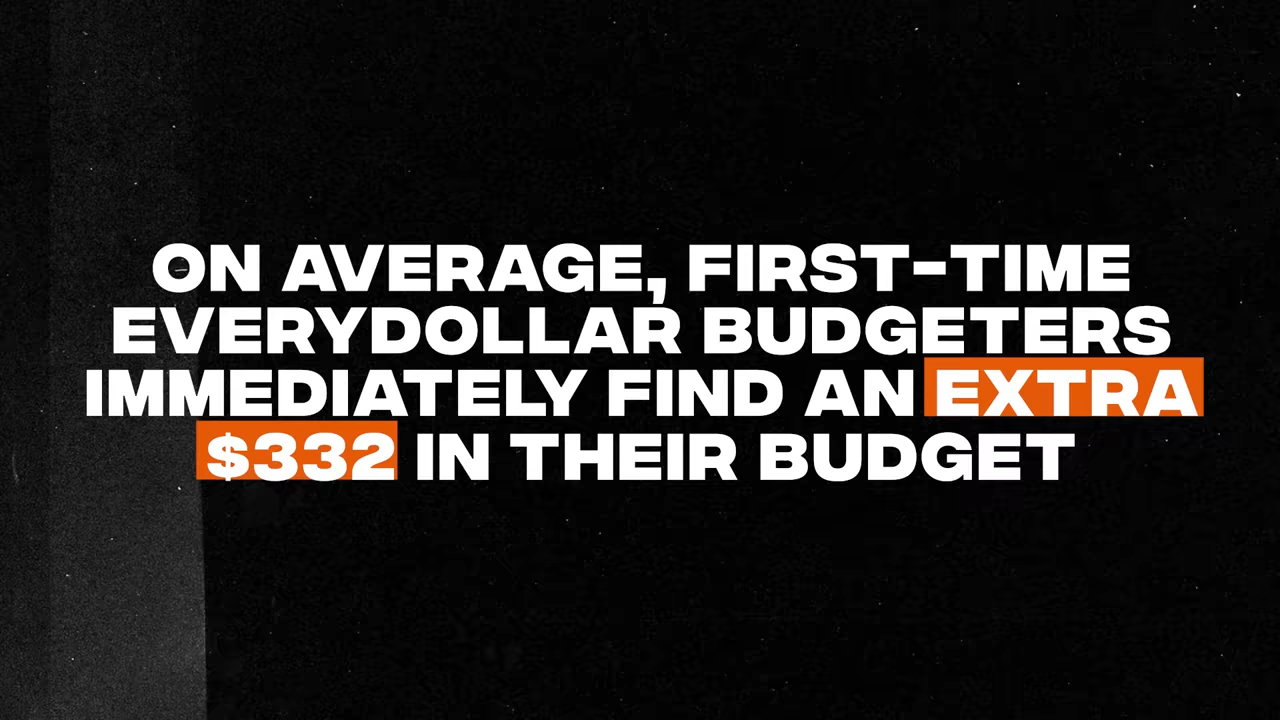 ON AVERAGE, FIRST-TIME
EVERYDOLLAR BUDGETERS
IMMEDIATELY FIND AN EXTRA
$332 IN THEIR BUDGET